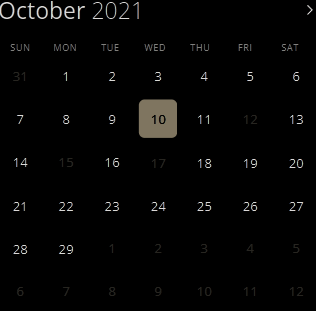 October 2021
SUN MON TUE WED THU FRI SAT
31 1 2 3 4 5 6
7 8 9 10 11 12 13
14 15 16 17 18 19 20
21 22 23 24 25 26 27
28 29 1 2 3 4 5
6 7 8 9 10 11 12